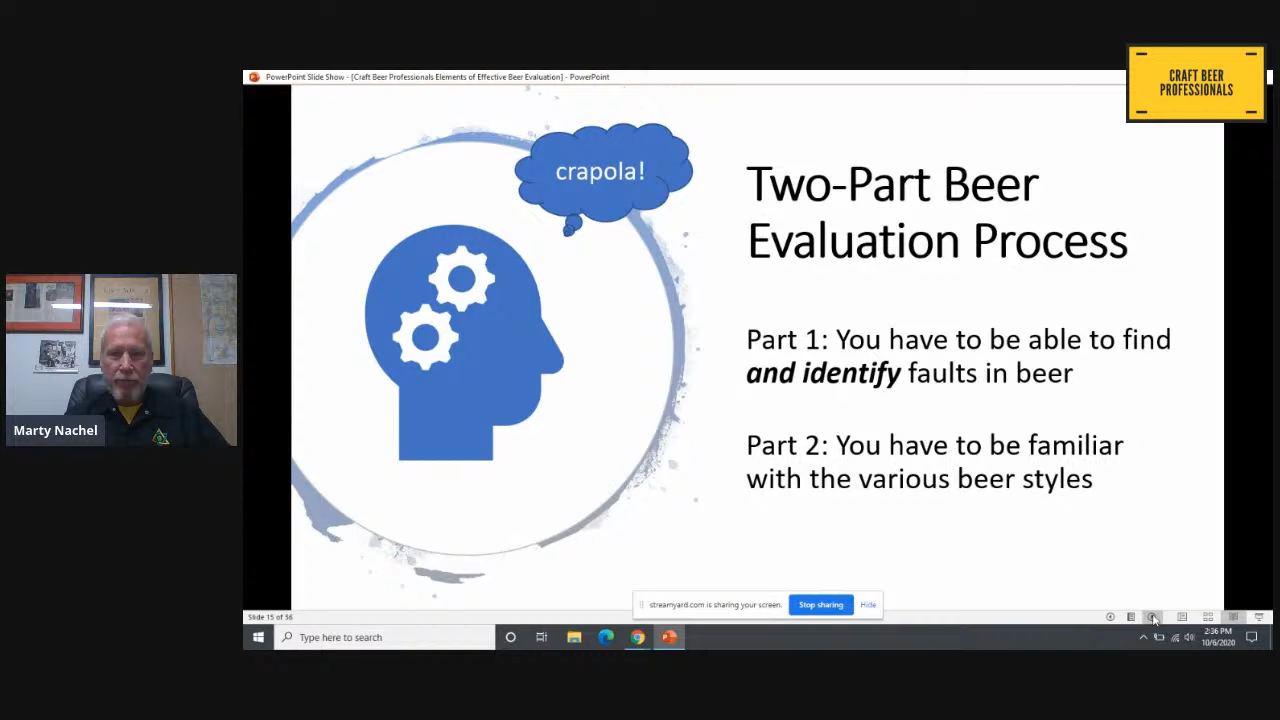 PowerPoint Slide Show - [Craft Beer Professionals Elements of Effective Beer Evaluation] - PowerPoint
CRAFT BEER
PROFESSIONALS
crapola!
Two-Part Beer
Evaluation Process
Part 1: You have to be able to find
and identify faults in beer
Part 2: You have to be familiar
with the various beer styles
Marty Nachel
streamyard.com is sharing your screen.
Stop sharing
Hide
Slide 15 of 36
Type here to search
2:36 PM
10/6/2020